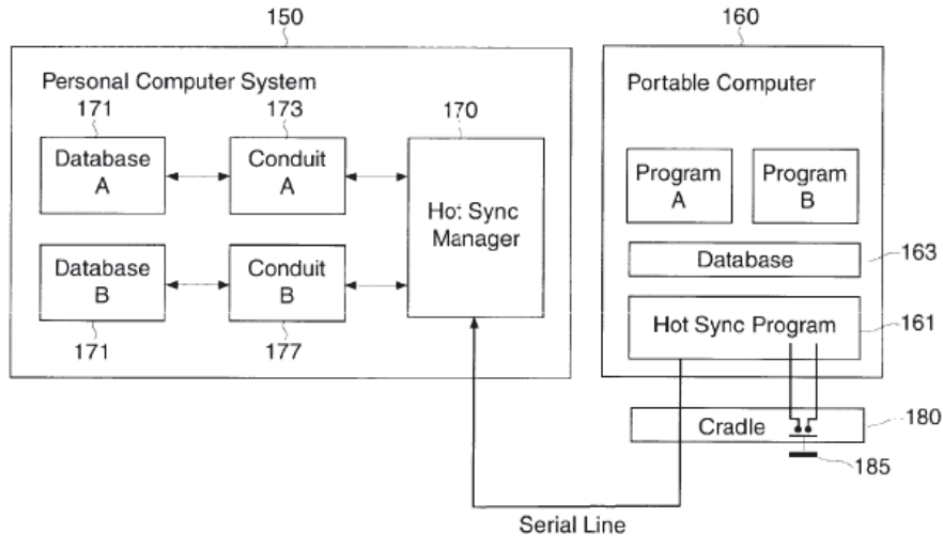 150
160
Personal Computer System
Portable Computer
171
173
170
Database
A
Conduit
A
Hot Sync
Manager
Program
A
Program
B
Database
B
Conduit
B
171
177
Database
163
Hot Sync Program
161
Cradle
180
185
Serial Line